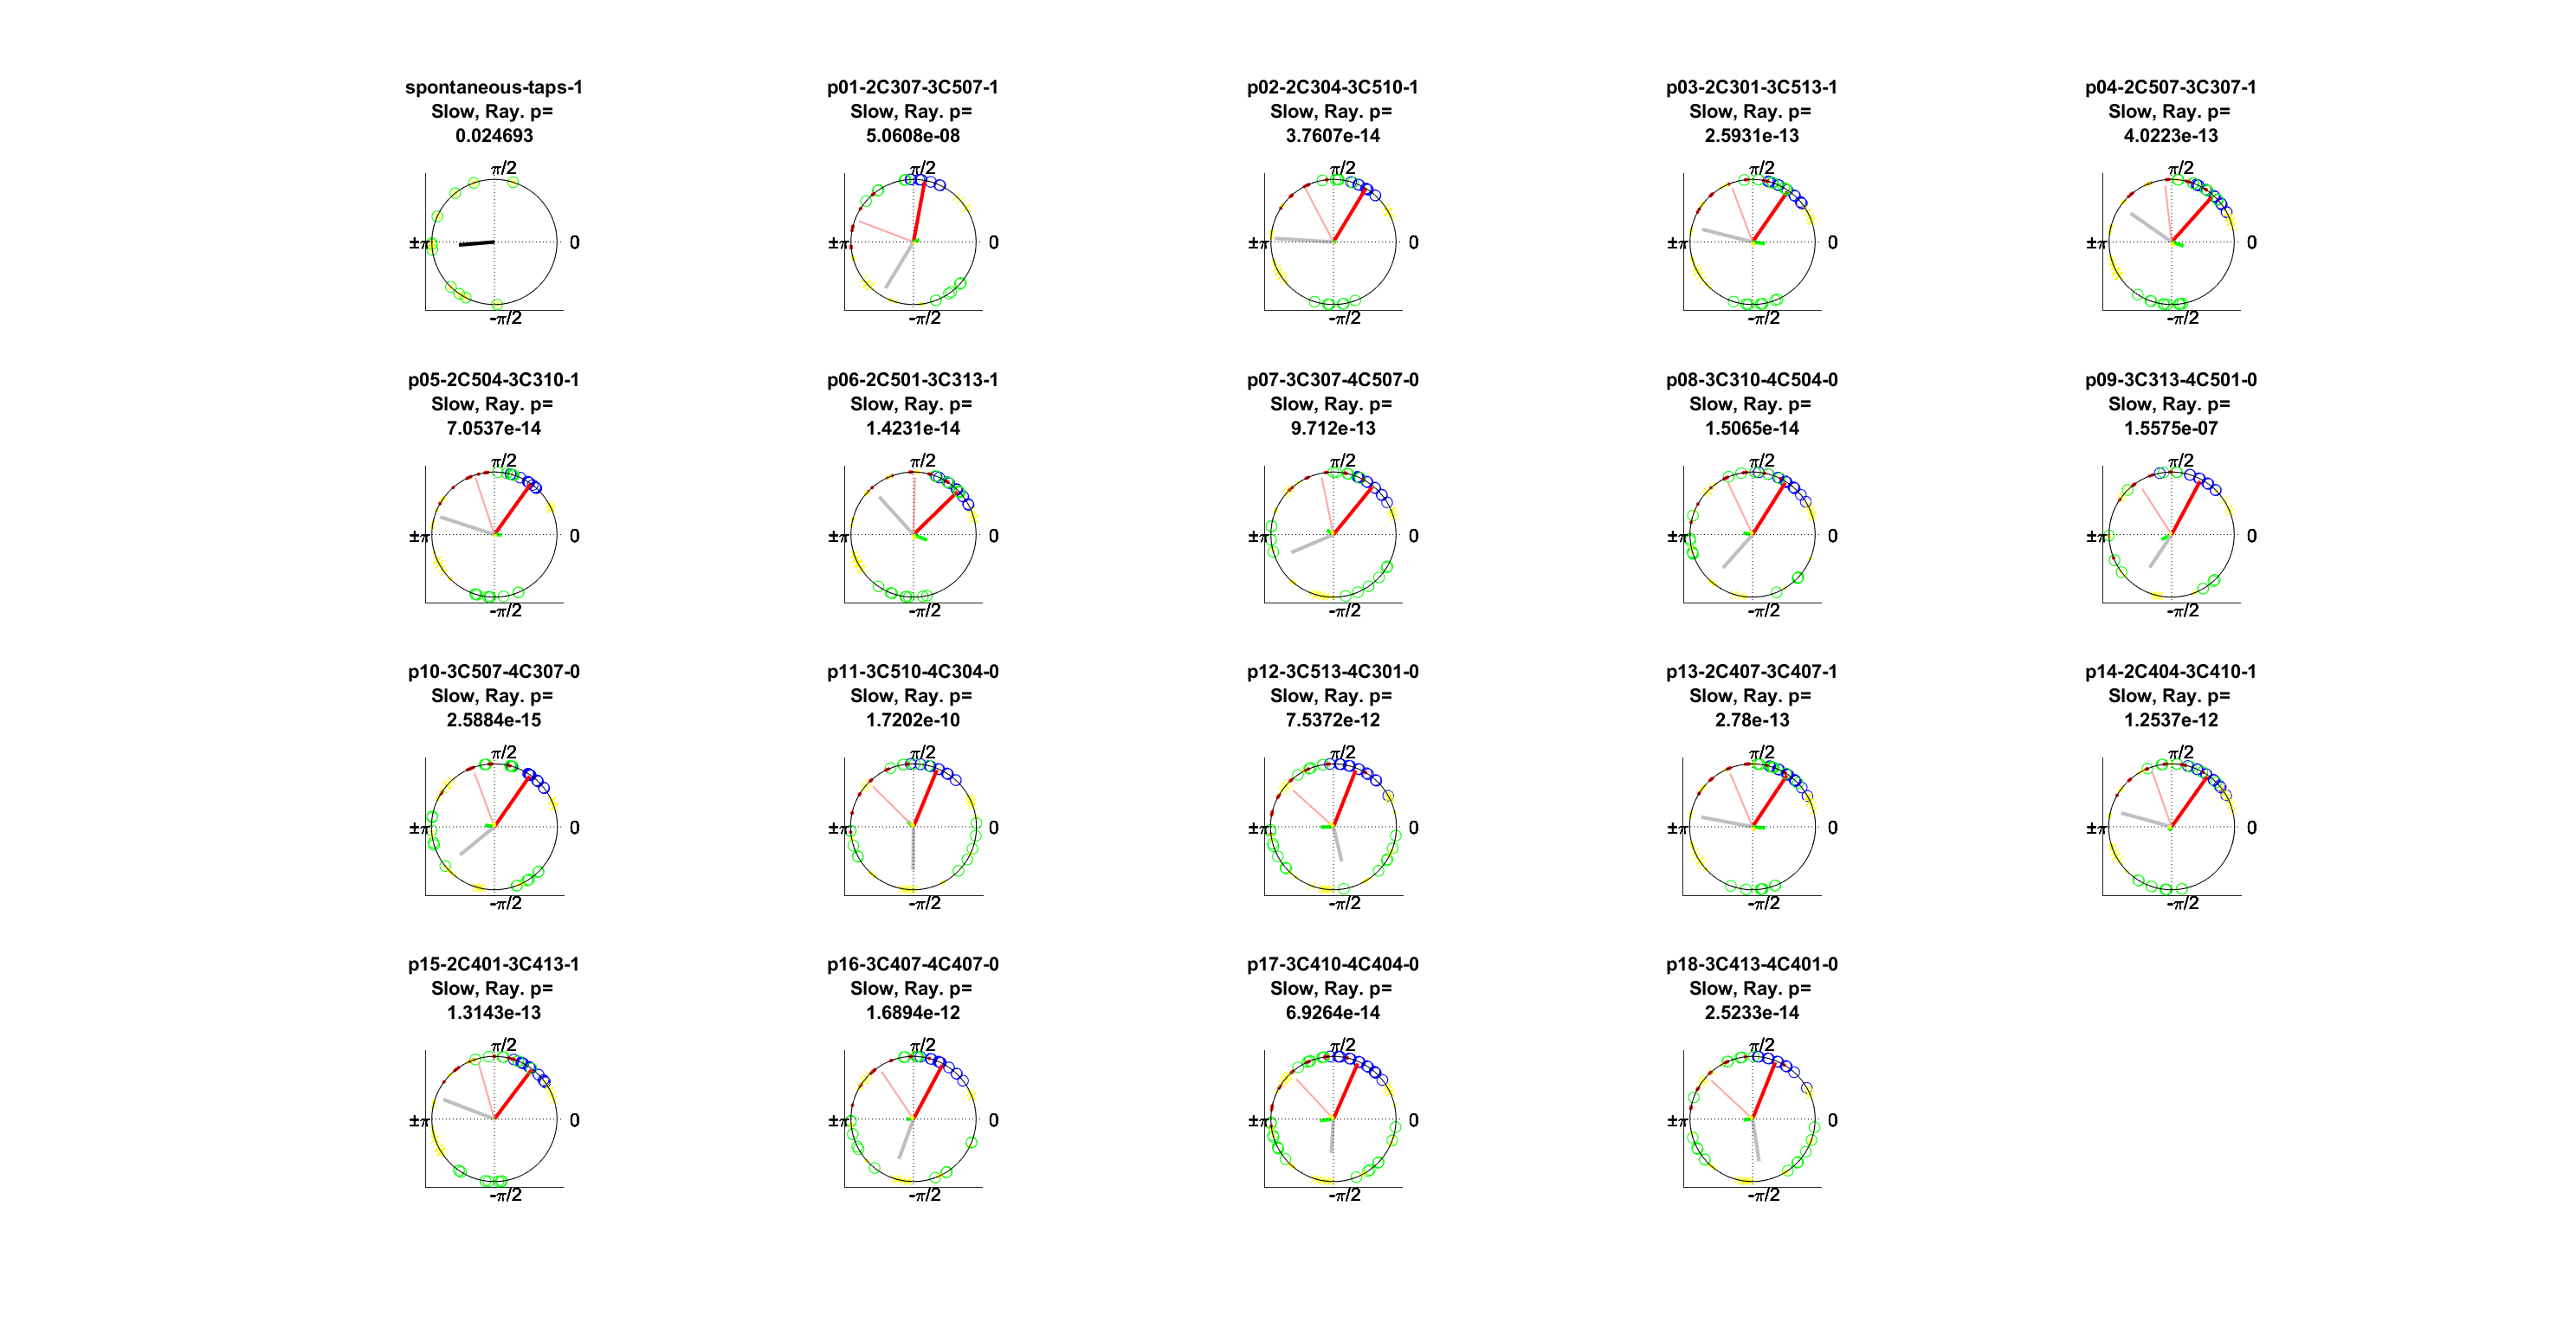 spontaneous-taps-1
Slow, Ray. p=
0.024693
π/2
±π
0
-π/2
p01-2C307-3C507-1
Slow, Ray. p=
5.0608e-08
π/2
±π
0
-π/2
p02-2C304-3C510-1
Slow, Ray. p=
3.7607e-14
π/2
±π
0
-π/2
p03-2C301-3C513-1
Slow, Ray. p=
2.5931e-13
π/2
±π
0
-π/2
p04-2C507-3C307-1
Slow, Ray. p=
4.0223e-13
π/2
±π
0
-π/2
p05-2C504-3C310-1
Slow, Ray. p=
7.0537e-14
π/2
±π
0
-π/2
p06-2C501-3C313-1
Slow, Ray. p=
1.4231e-14
π/2
±π
0
-π/2
p07-3C307-4C507-0
Slow, Ray. p=
9.712e-13
π/2
±π
0
-π/2
p08-3C310-4C504-0
Slow, Ray. p=
1.5065e-14
π/2
±π
0
-π/2
p09-3C313-4C501-0
Slow, Ray. p=
1.5575e-07
π/2
±π
0
-π/2
p10-3C507-4C307-0
Slow, Ray. p=
2.5884e-15
π/2
±π
0
-π/2
p11-3C510-4C304-0
Slow, Ray. p=
1.7202e-10
π/2
±π
0
-π/2
p12-3C513-4C301-0
Slow, Ray. p=
7.5372e-12
π/2
±π
0
-π/2
p13-2C407-3C407-1
Slow, Ray. p=
2.78e-13
π/2
±π
0
-π/2
p14-2C404-3C410-1
Slow, Ray. p=
1.2537e-12
π/2
±π
0
-π/2
p15-2C401-3C413-1
Slow, Ray. p=
1.3143e-13
π/2
±π
0
-π/2
p16-3C407-4C407-0
Slow, Ray. p=
1.6894e-12
π/2
±π
0
-π/2
p17-3C410-4C404-0
Slow, Ray. p=
6.9264e-14
π/2
±π
0
-π/2
p18-3C413-4C401-0
Slow, Ray. p=
2.5233e-14
π/2
±π
0
-π/2